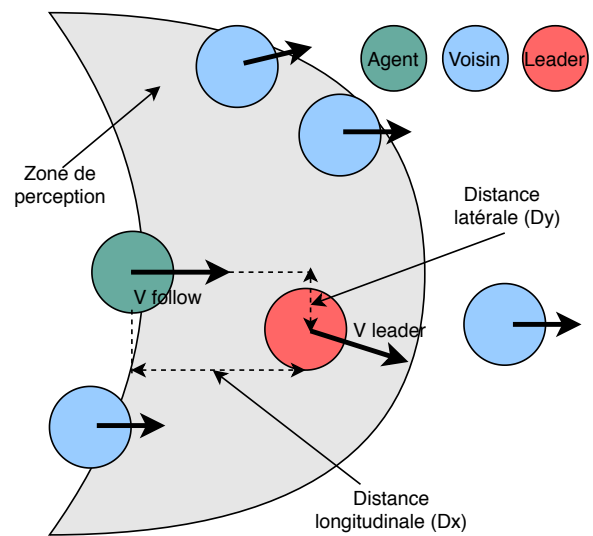 Agent
Voisin
Leader
Zone de
perception
Distance
latérale (Dy)
V follow
V leader
Distance
longitudinale (Dx)